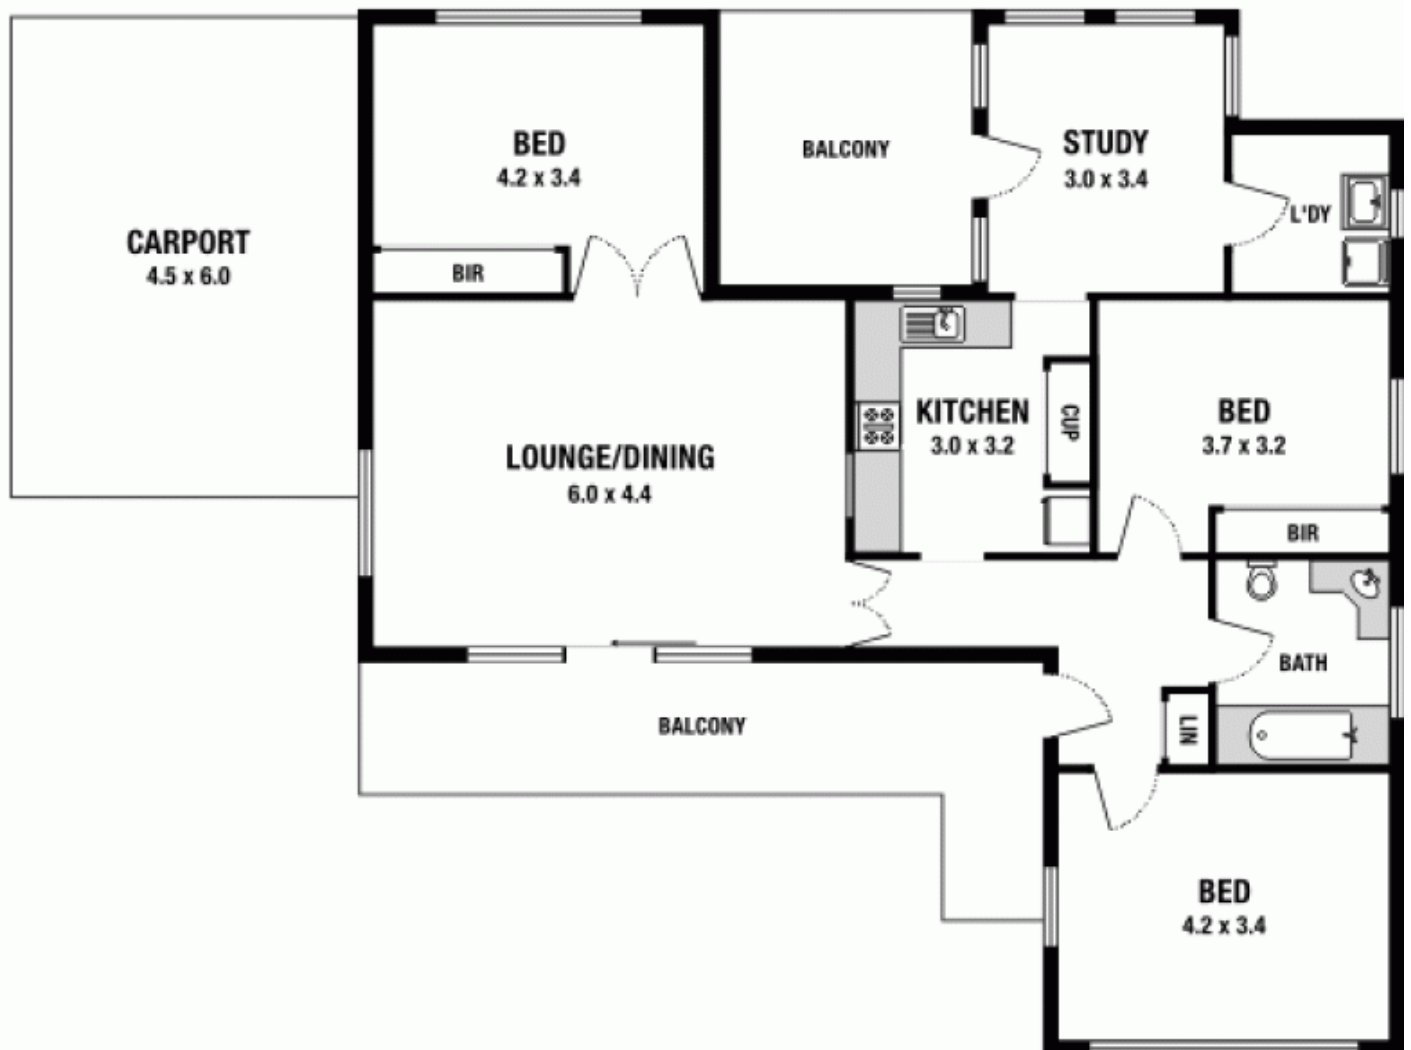 BED
4.2 x 3.4
BALCONY
STUDY
3.0 x 3.4
L'DY
CARPORT
4.5 x 6.0
BIR
LOUNGE/DINING
6.0 x 4.4
KITCHEN
3.0 x 3.2
CUP
BED
3.7 x 3.2
BIR
BATH
LIN
BALCONY
BED
4.2 x 3.4